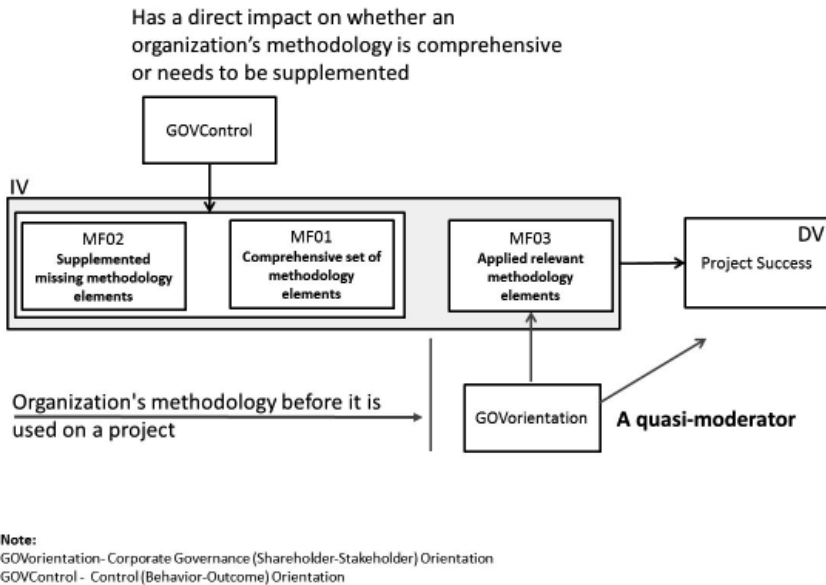 Has a direct impact on whether an
organization's methodology is comprehensive
or needs to be supplemented
GOVControl
IV
MF02
Supplemented
missing methodology
elements
MF01
Comprehensive set of
methodology
elements
MF03
Applied relevant
methodology
elements
DV
Project Success
Organization's methodology before it is
used on a project
GOVorientation
A quasi-moderator
Note:
GOVorientation- Corporate Governance (Shareholder-Stakeholder) Orientation
GOVControl - Control (Behavior-Outcome) Orientation